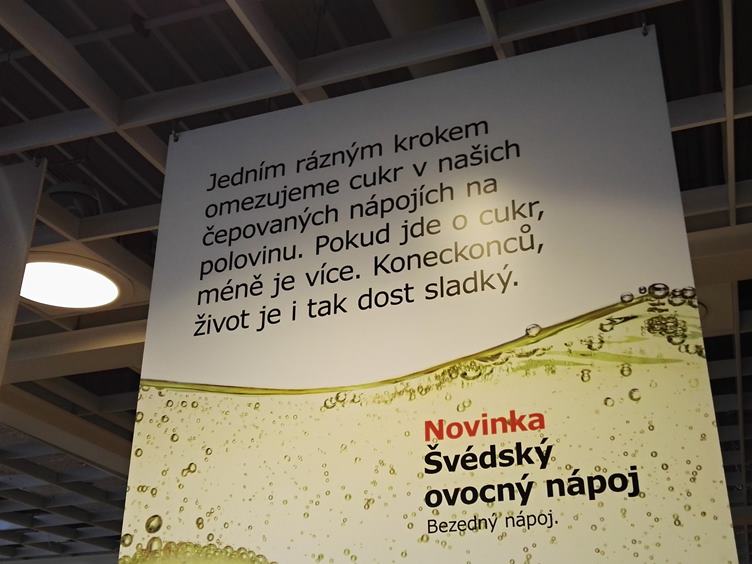 Jedním rázným krokem
omezujeme cukr v našich
čepovaných nápojích na
polovinu. Pokud jde o cukr,
méně je více. Koneckonců,
život je i tak dost sladký.
Novinka
Švédský
ovocný nápoj
Bezedný nápoj.